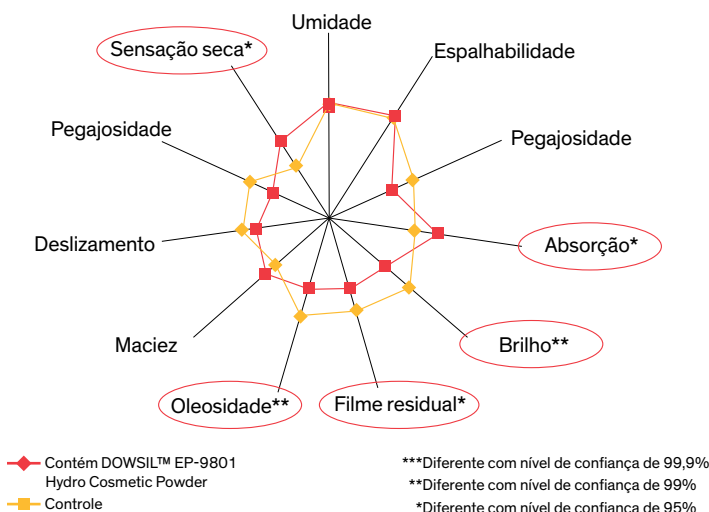 Umidade
Sensação seca*
Espalhabilidade
Pegajosidade
Pegajosidade
Deslizamento
Absorção*
Maciez
Brilho**
Oleosidade**
Filme residual*
Contém DOWSIL™ EP-9801
Hydro Cosmetic Powder
Controle
***Diferente com nível de confiança de 99,9%
**Diferente com nível de confiança de 99%
*Diferente com nível de confiança de 95%